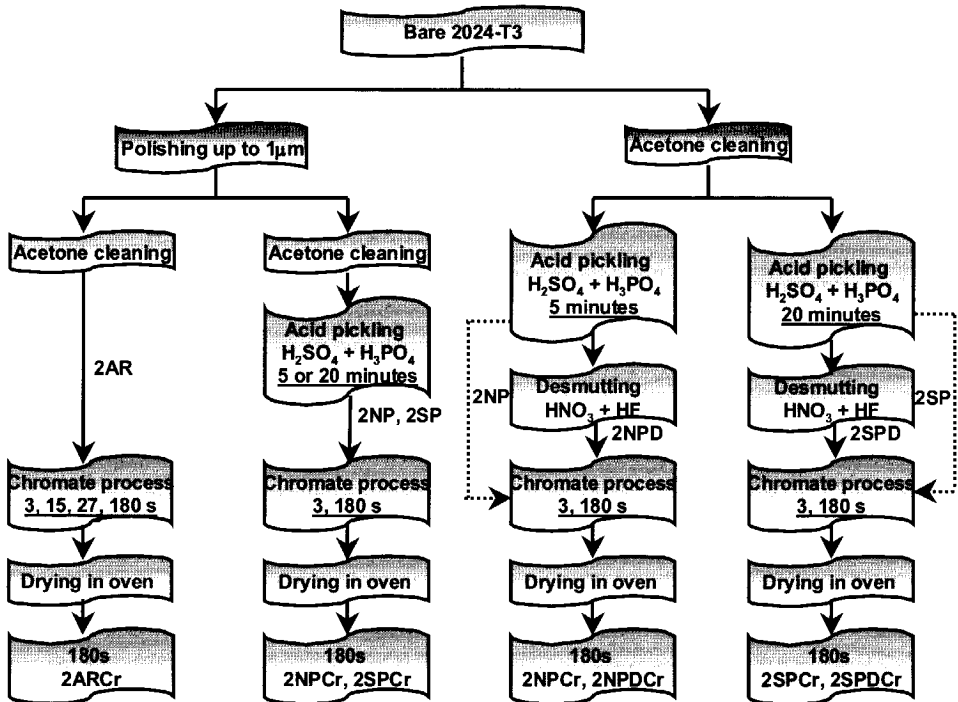 Bare 2024-T3
Polishing up to 1µm
Acetone cleaning
Acetone cleaning
Acetone cleaning
Acid pickling
H₂SO₄ + H₃PO₄
5 minutes
Acid pickling
H₂SO₄ + H₃PO₄
20 minutes
Acid pickling
H₂SO₄ + H₃PO₄
5 or 20 minutes
2AR
2NP
Desmutting
HNO₃ + HF
Desmutting
HNO₃ + HF
2SP
2NP, 2SP
2NPD
2SPD
Chromate process
3, 15, 27, 180 s
Chromate process
3, 180 s
Chromate process
3, 180 s
Chromate process
3, 180 s
Drying in oven
Drying in oven
Drying in oven
Drying in oven
180s
2ARCr
180s
2NPCr, 2SPCr
180s
2NPCr, 2NPDCr
180s
2SPCr, 2SPDCr